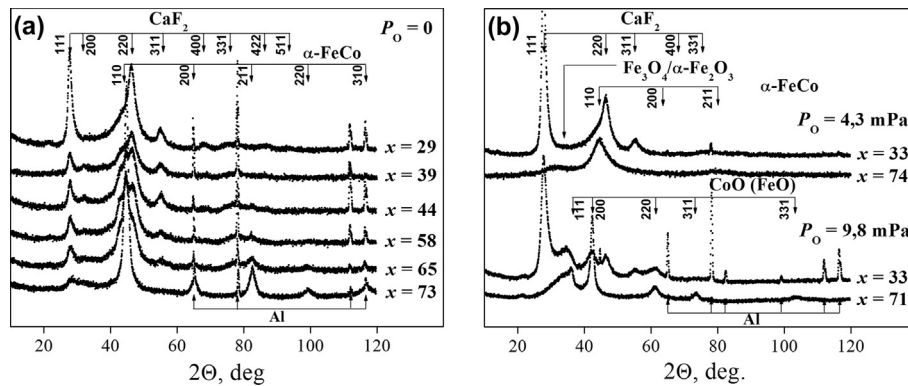 (a)
CaF2
PO = 0
111 200 220 311 400 331 422 511
α-FeCo
110 200 211 220 310
x = 29
x = 39
x = 44
x = 58
x = 65
x = 73
Al
20 40 60 80 100 120
2Θ, deg
(b)
CaF2
111 220 311 400 331
Fe3O4/α-Fe2O3
110 200 211
α-FeCo
PO = 4,3 mPa
x = 33
x = 74
CoO (FeO)
111 200 220 311 331
PO = 9,8 mPa
x = 33
x = 71
Al
20 40 60 80 100 120
2Θ, deg.